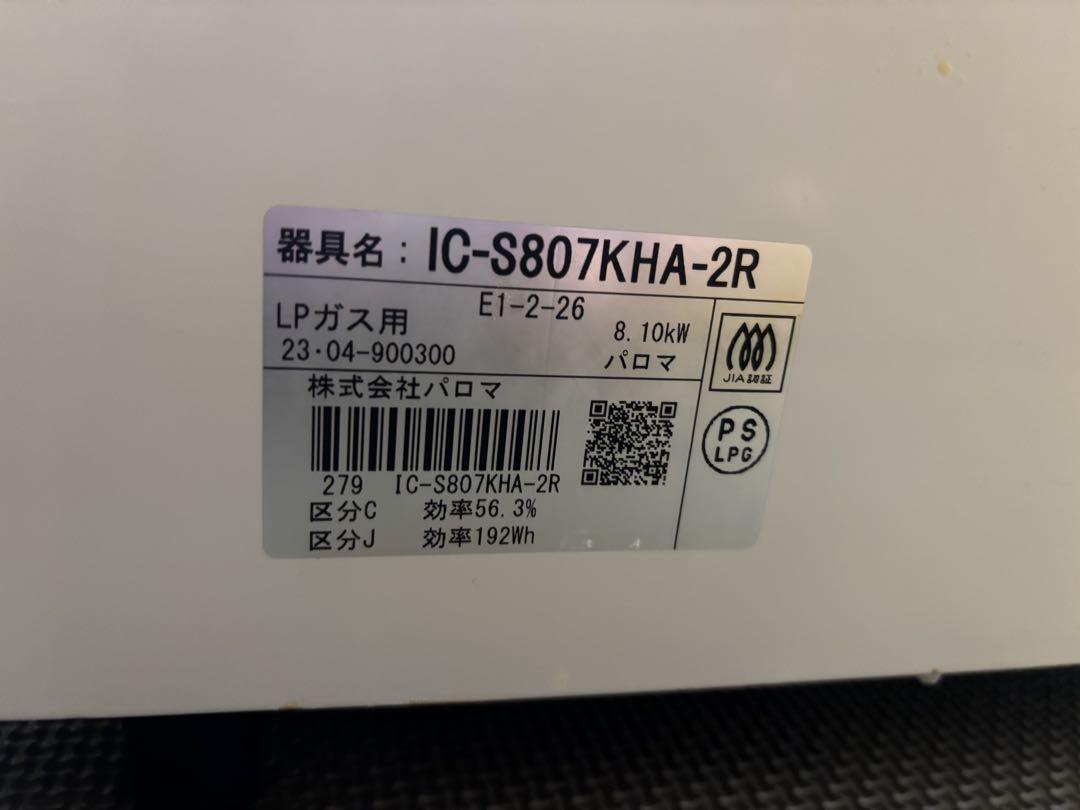 器具名：IC-S807KHA-2R
E1-2-26
LPガス用
8.10kW
23・04-900300
パロマ
JIA認証
株式会社パロマ
PS
LPG
279 IC-S807KHA-2R
区分C 効率56.3%
区分J 効率192Wh